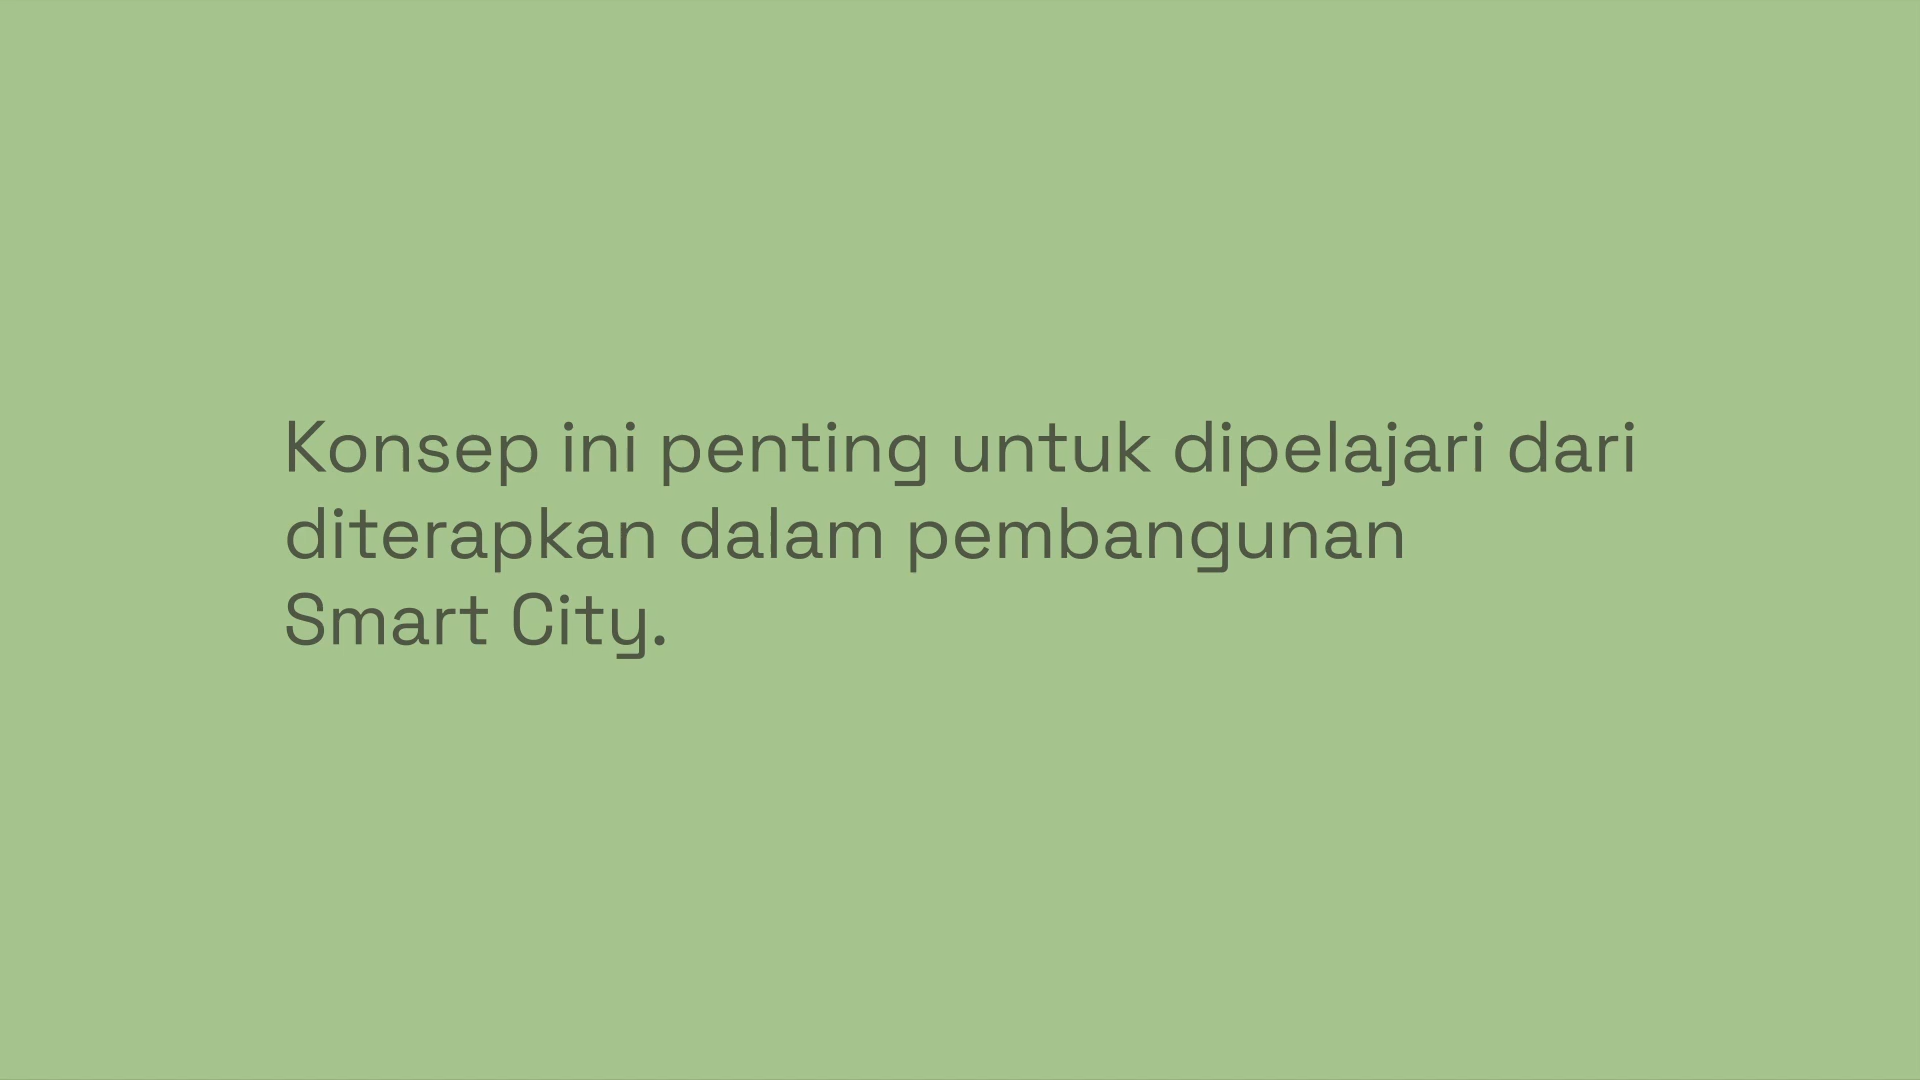 Konsep ini penting untuk dipelajari dari
diterapkan dalam pembangunan
Smart City.